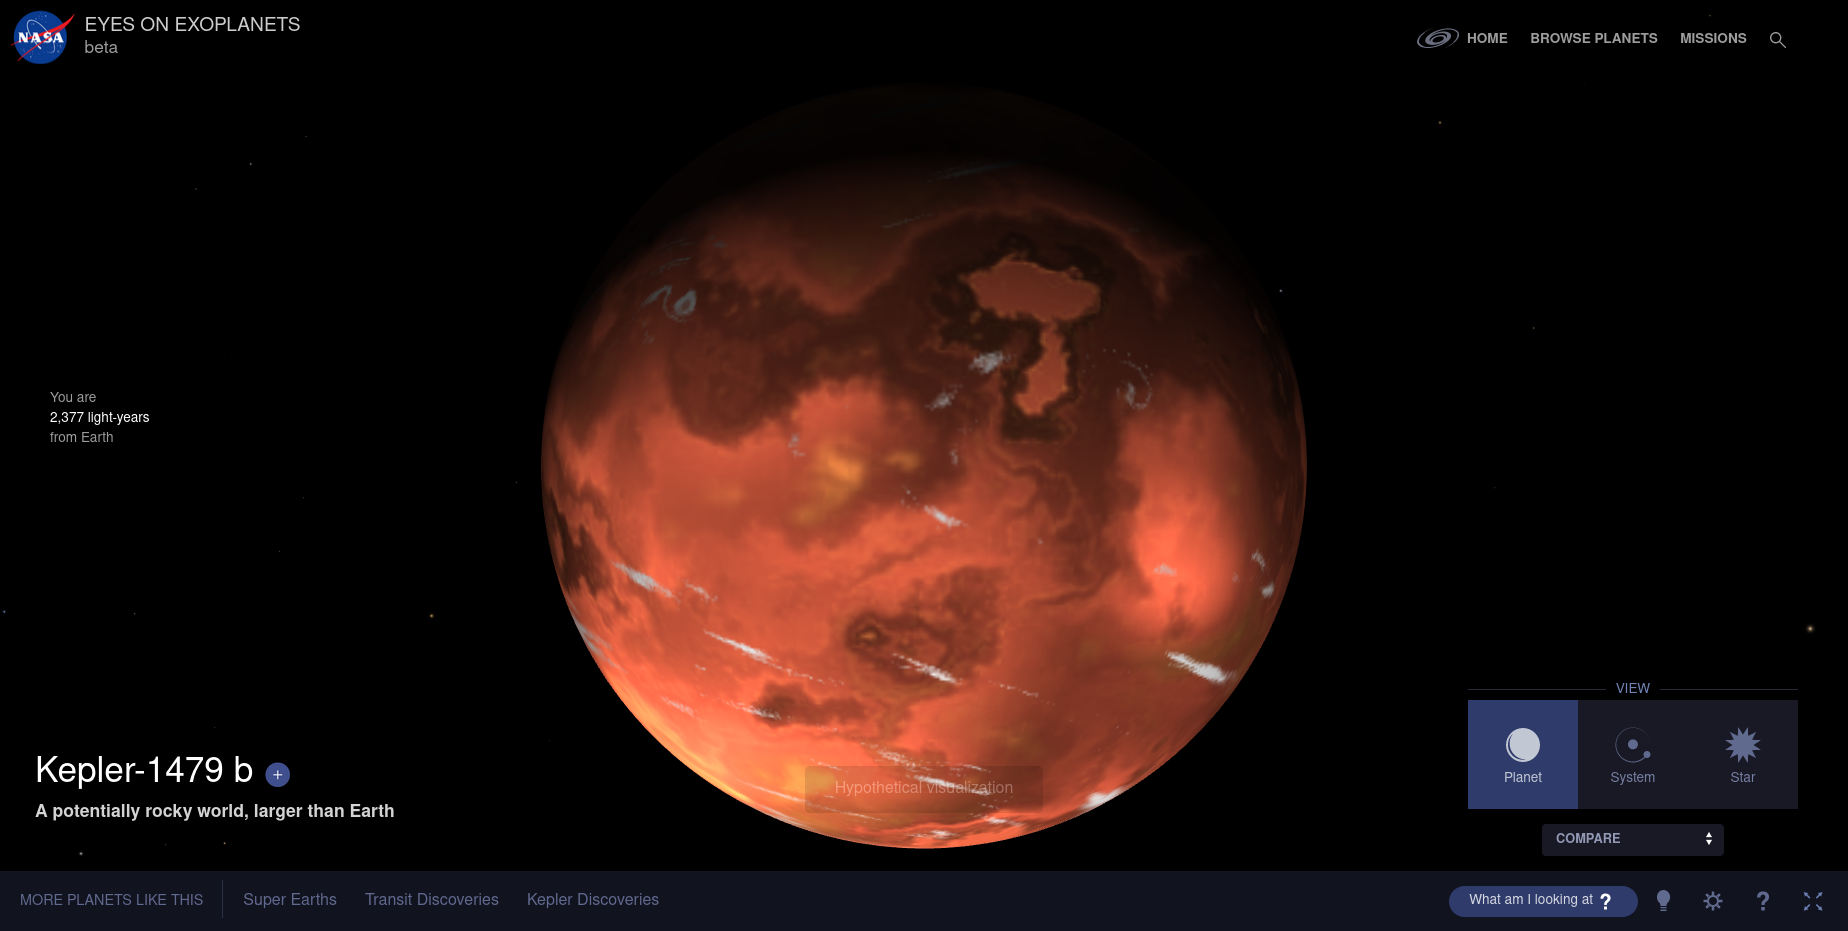 NASA
EYES ON EXOPLANETS
beta
HOME
BROWSE PLANETS
MISSIONS
You are
2,377 light-years
from Earth
Kepler-1479 b +
A potentially rocky world, larger than Earth
Hypothetical visualization
VIEW
Planet
System
Star
COMPARE
MORE PLANETS LIKE THIS
Super Earths
Transit Discoveries
Kepler Discoveries
What am I looking at ?
?